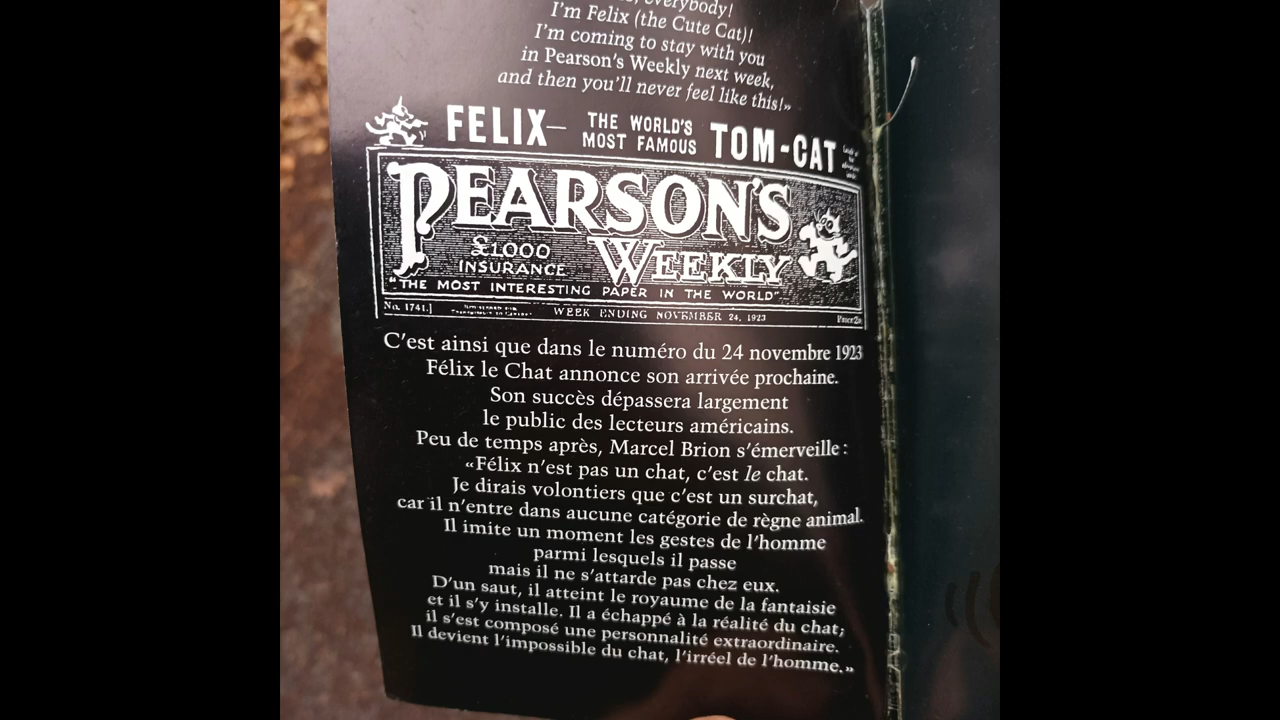 everybody!
I'm Felix (the Cute Cat)!
I'm coming to stay with you
in Pearson's Weekly next week,
and then you'll never feel like this!»
FELIX— THE WORLD'S MOST FAMOUS TOM-CAT
PEARSON'S
£1000 INSURANCE WEEKLY
"THE MOST INTERESTING PAPER IN THE WORLD"
No. 1741.] WEEK ENDING NOVEMBER 24, 1923
C'est ainsi que dans le numéro du 24 novembre 1923
Félix le Chat annonce son arrivée prochaine.
Son succès dépassera largement
le public des lecteurs américains.
Peu de temps après, Marcel Brion s'émerveille :
«Félix n'est pas un chat, c'est le chat.
Je dirais volontiers que c'est un surchat,
car il n'entre dans aucune catégorie de règne animal.
Il imite un moment les gestes de l'homme
parmi lesquels il passe
mais il ne s'attarde pas chez eux.
D'un saut, il atteint le royaume de la fantaisie
et il s'y installe. Il a échappé à la réalité du chat;
il s'est composé une personnalité extraordinaire.
Il devient l'impossible du chat, l'irréel de l'homme.»